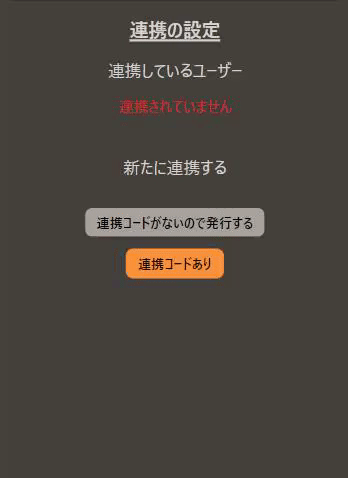 連携の設定
連携しているユーザー
連携されていません
新たに連携する
連携コードがないので発行する
連携コードあり